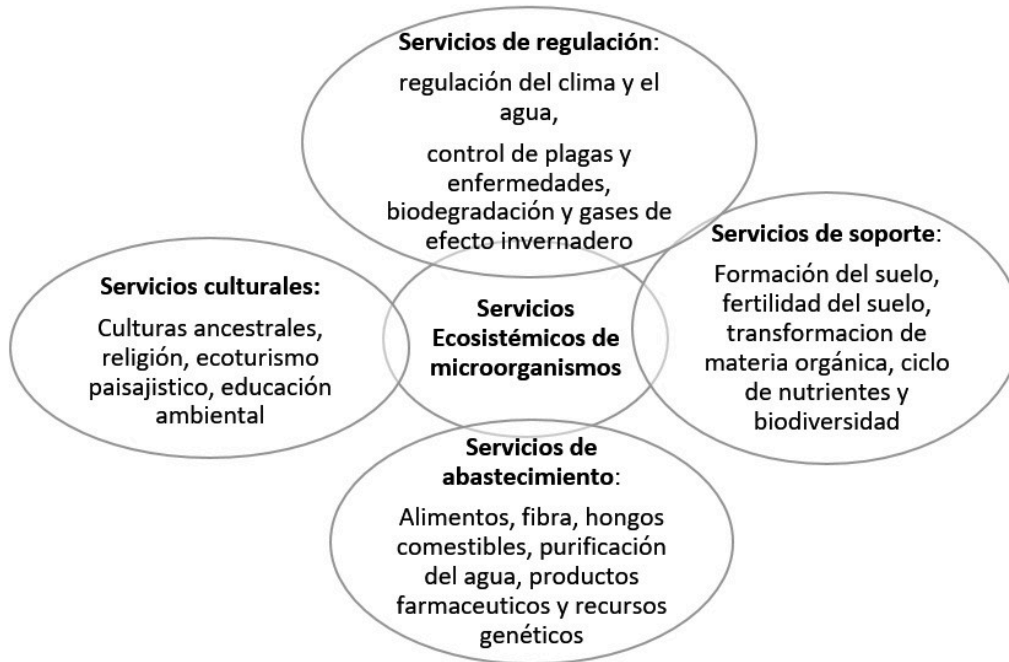 Servicios de regulación:
regulación del clima y el
agua,
control de plagas y
enfermedades,
biodegradación y gases de
efecto invernadero
Servicios de soporte:
Formación del suelo,
fertilidad del suelo,
transformacion de
materia orgánica, ciclo
de nutrientes y
biodiversidad
Servicios culturales:
Culturas ancestrales,
religión, ecoturismo
paisajistico, educación
ambiental
Servicios
Ecosistémicos de
microorganismos
Servicios de
abastecimiento:
Alimentos, fibra, hongos
comestibles, purificación
del agua, productos
farmaceuticos y recursos
genéticos